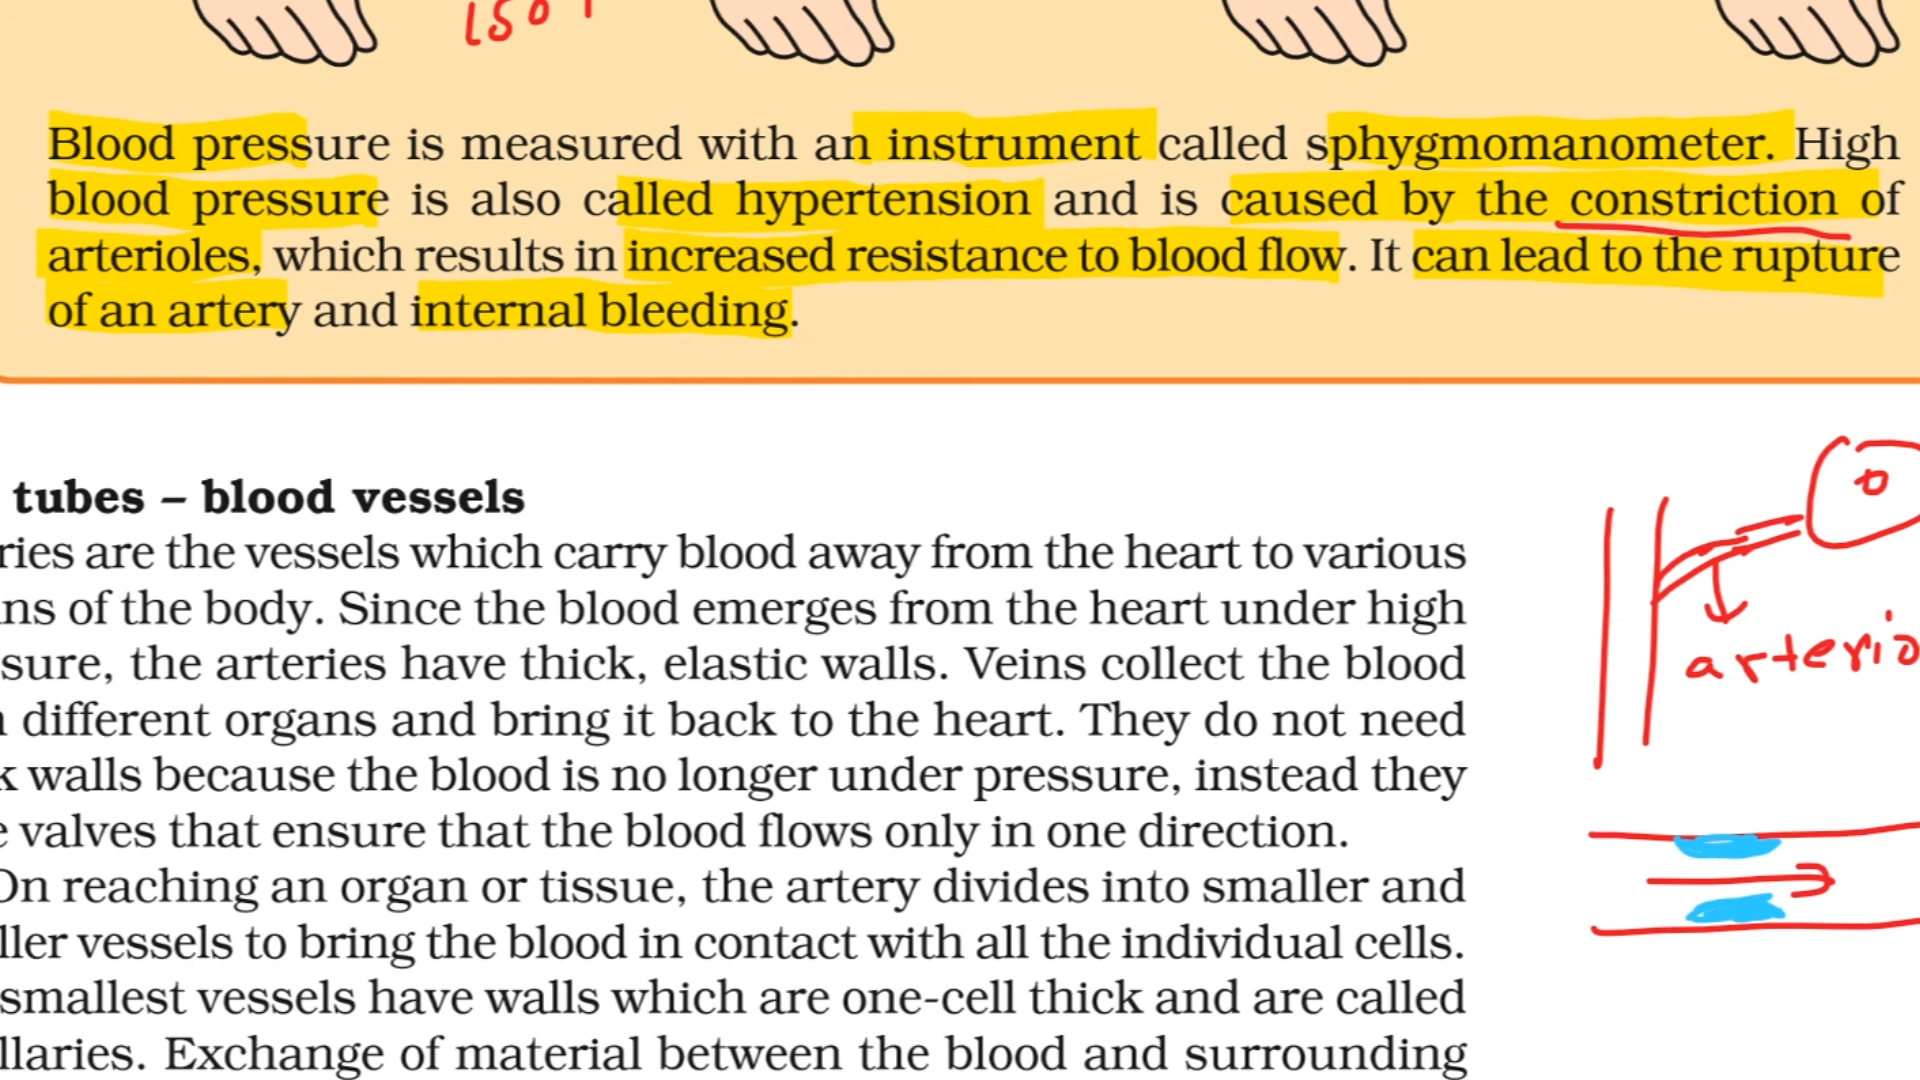 150
Blood pressure is measured with an instrument called sphygmomanometer. High
blood pressure is also called hypertension and is caused by the constriction of
arterioles, which results in increased resistance to blood flow. It can lead to the rupture
of an artery and internal bleeding.
tubes – blood vessels
ries are the vessels which carry blood away from the heart to various
ns of the body. Since the blood emerges from the heart under high
sure, the arteries have thick, elastic walls. Veins collect the blood
different organs and bring it back to the heart. They do not need
k walls because the blood is no longer under pressure, instead they
e valves that ensure that the blood flows only in one direction.
On reaching an organ or tissue, the artery divides into smaller and
ller vessels to bring the blood in contact with all the individual cells.
smallest vessels have walls which are one-cell thick and are called
llaries. Exchange of material between the blood and surrounding
arterio